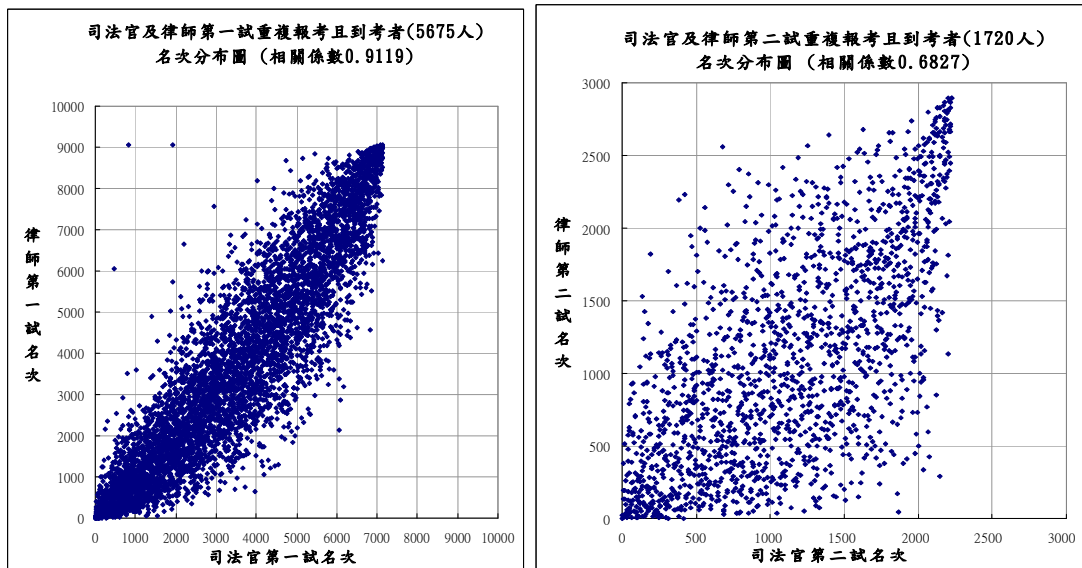 司法官及律師第一試重複報考且到考者(5675人)
名次分布圖 (相關係數0.9119)
10000
9000
8000
7000
6000
5000
4000
3000
2000
1000
0
律師第一試名次
0 1000 2000 3000 4000 5000 6000 7000 8000 9000 10000
司法官第一試名次
司法官及律師第二試重複報考且到考者(1720人)
名次分布圖 (相關係數0.6827)
3000
2500
2000
1500
1000
500
0
律師第二試名次
0 500 1000 1500 2000 2500 3000
司法官第二試名次